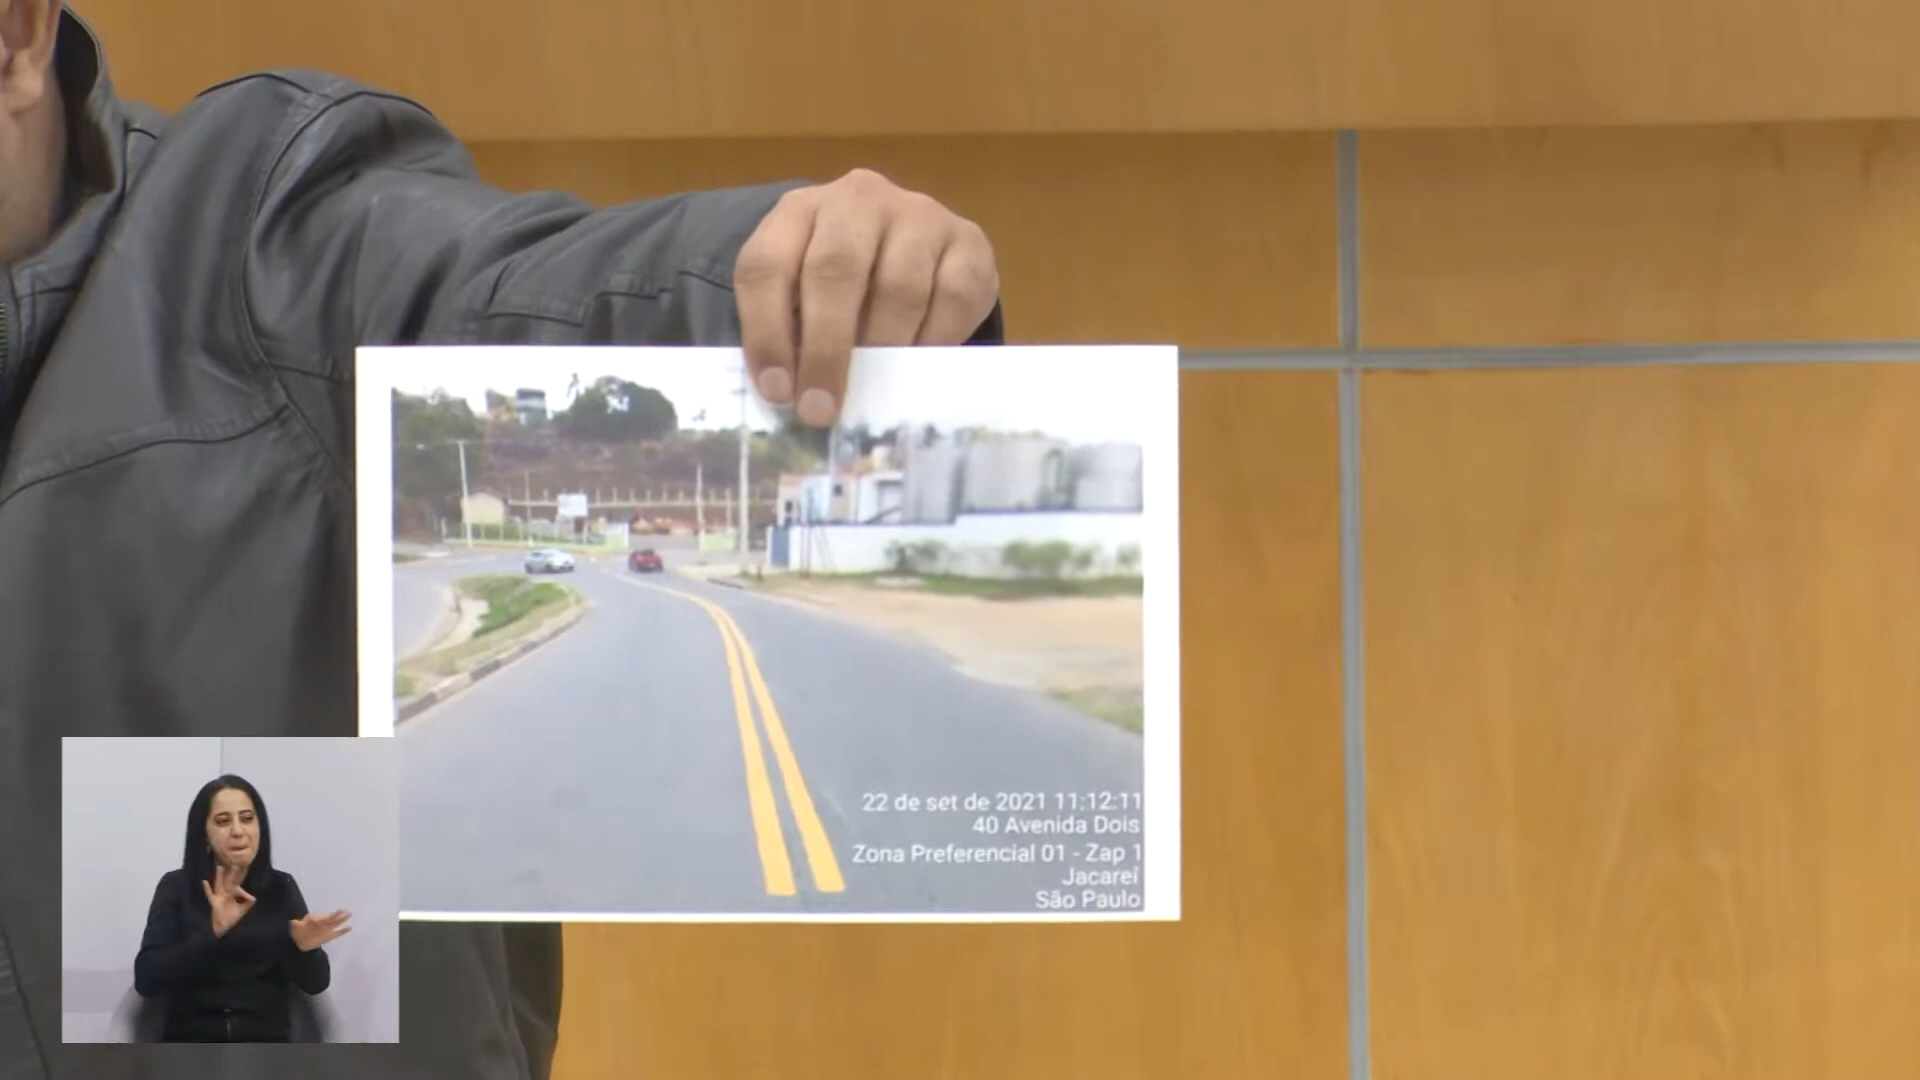 22 de set de 2021 11:12:11
40 Avenida Dois
Zona Preferencial 01 - Zap 1
Jacareí
São Paulo